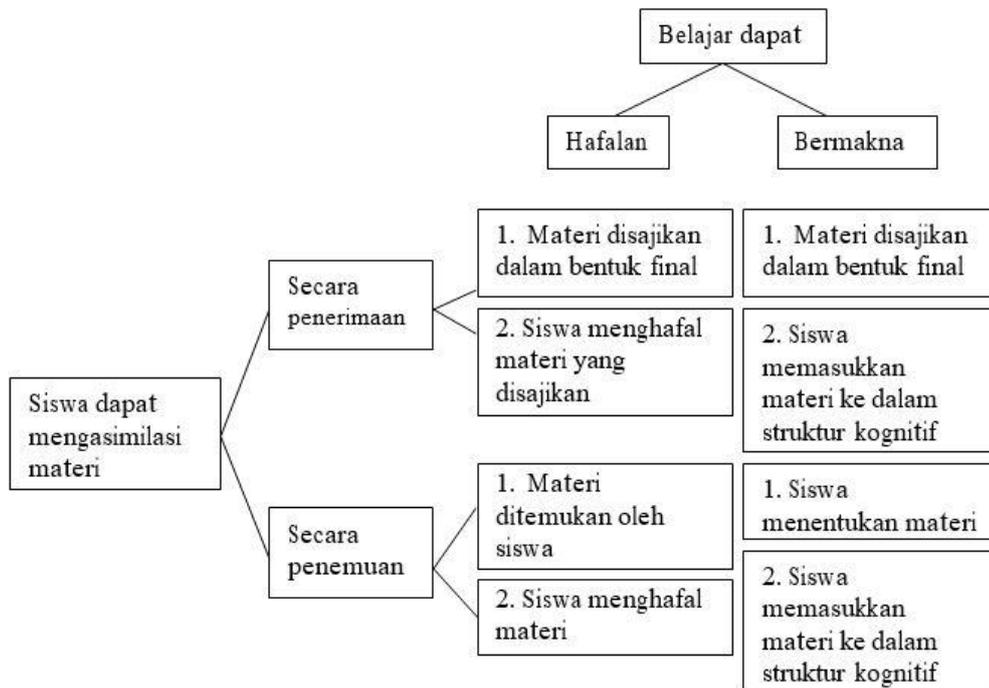 Belajar dapat
Hafalan
Bermakna
1. Materi disajikan
dalam bentuk final
1. Materi disajikan
dalam bentuk final
Secara
penerimaan
2. Siswa menghafal
materi yang
disajikan
2. Siswa
memasukkan
materi ke dalam
struktur kognitif
Siswa dapat
mengasimilasi
materi
1. Materi
ditemukan oleh
siswa
1. Siswa
menentukan materi
Secara
penemuan
2. Siswa menghafal
materi
2. Siswa
memasukkan
materi ke dalam
struktur kognitif